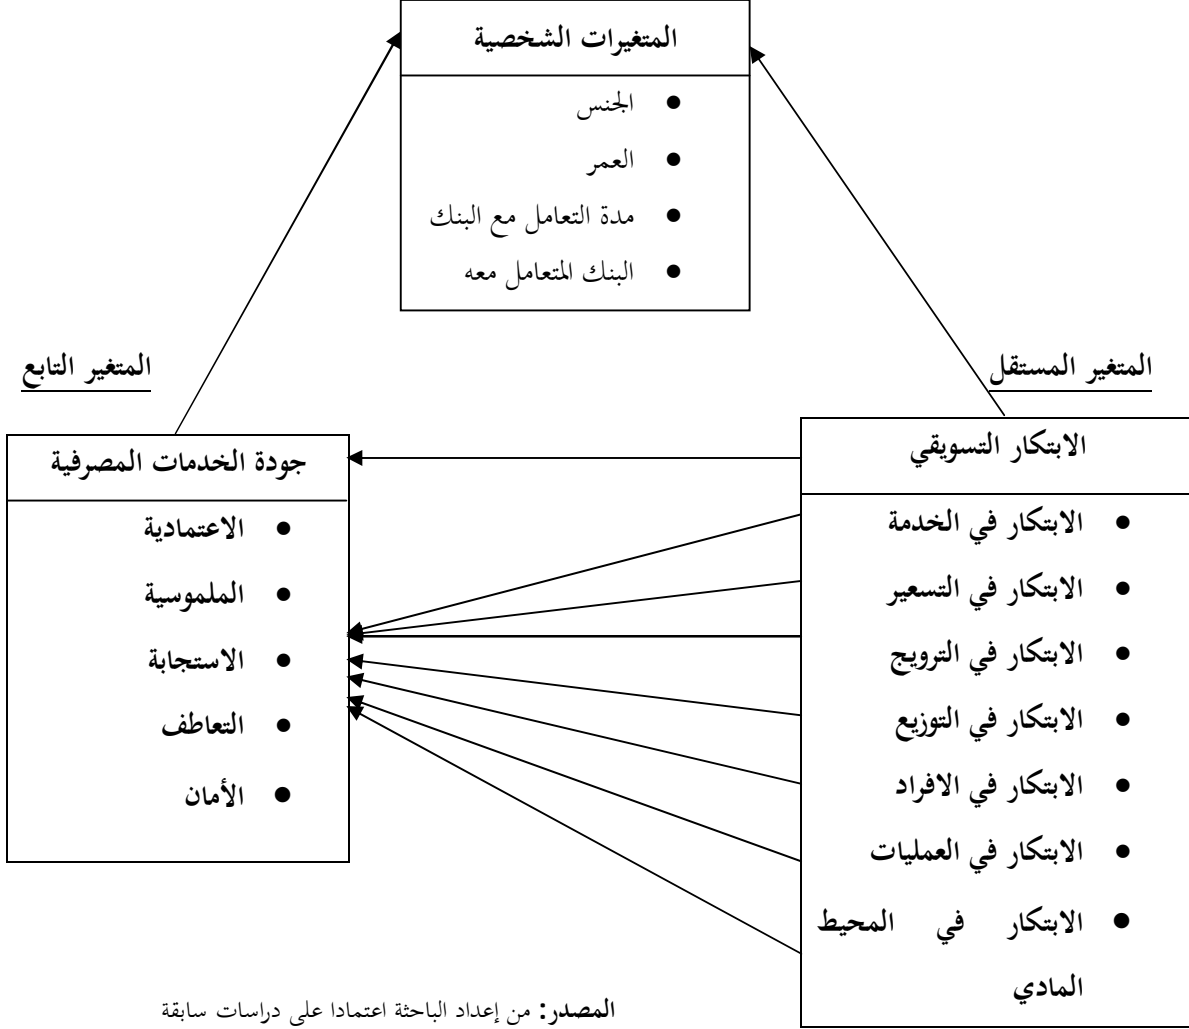 المتغيرات الشخصية
● الجنس
● العمر
● مدة التعامل مع البنك
● البنك المتعامل معه
المتغير المستقل
المتغير التابع
الابتكار التسويقي
● الابتكار في الخدمة
● الابتكار في التسعير
● الابتكار في الترويج
● الابتكار في التوزيع
● الابتكار في الافراد
● الابتكار في العمليات
● الابتكار في المحيط
المادي
جودة الخدمات المصرفية
● الاعتمادية
● الملموسية
● الاستجابة
● التعاطف
● الأمان
المصدر: من إعداد الباحثة اعتمادا على دراسات سابقة